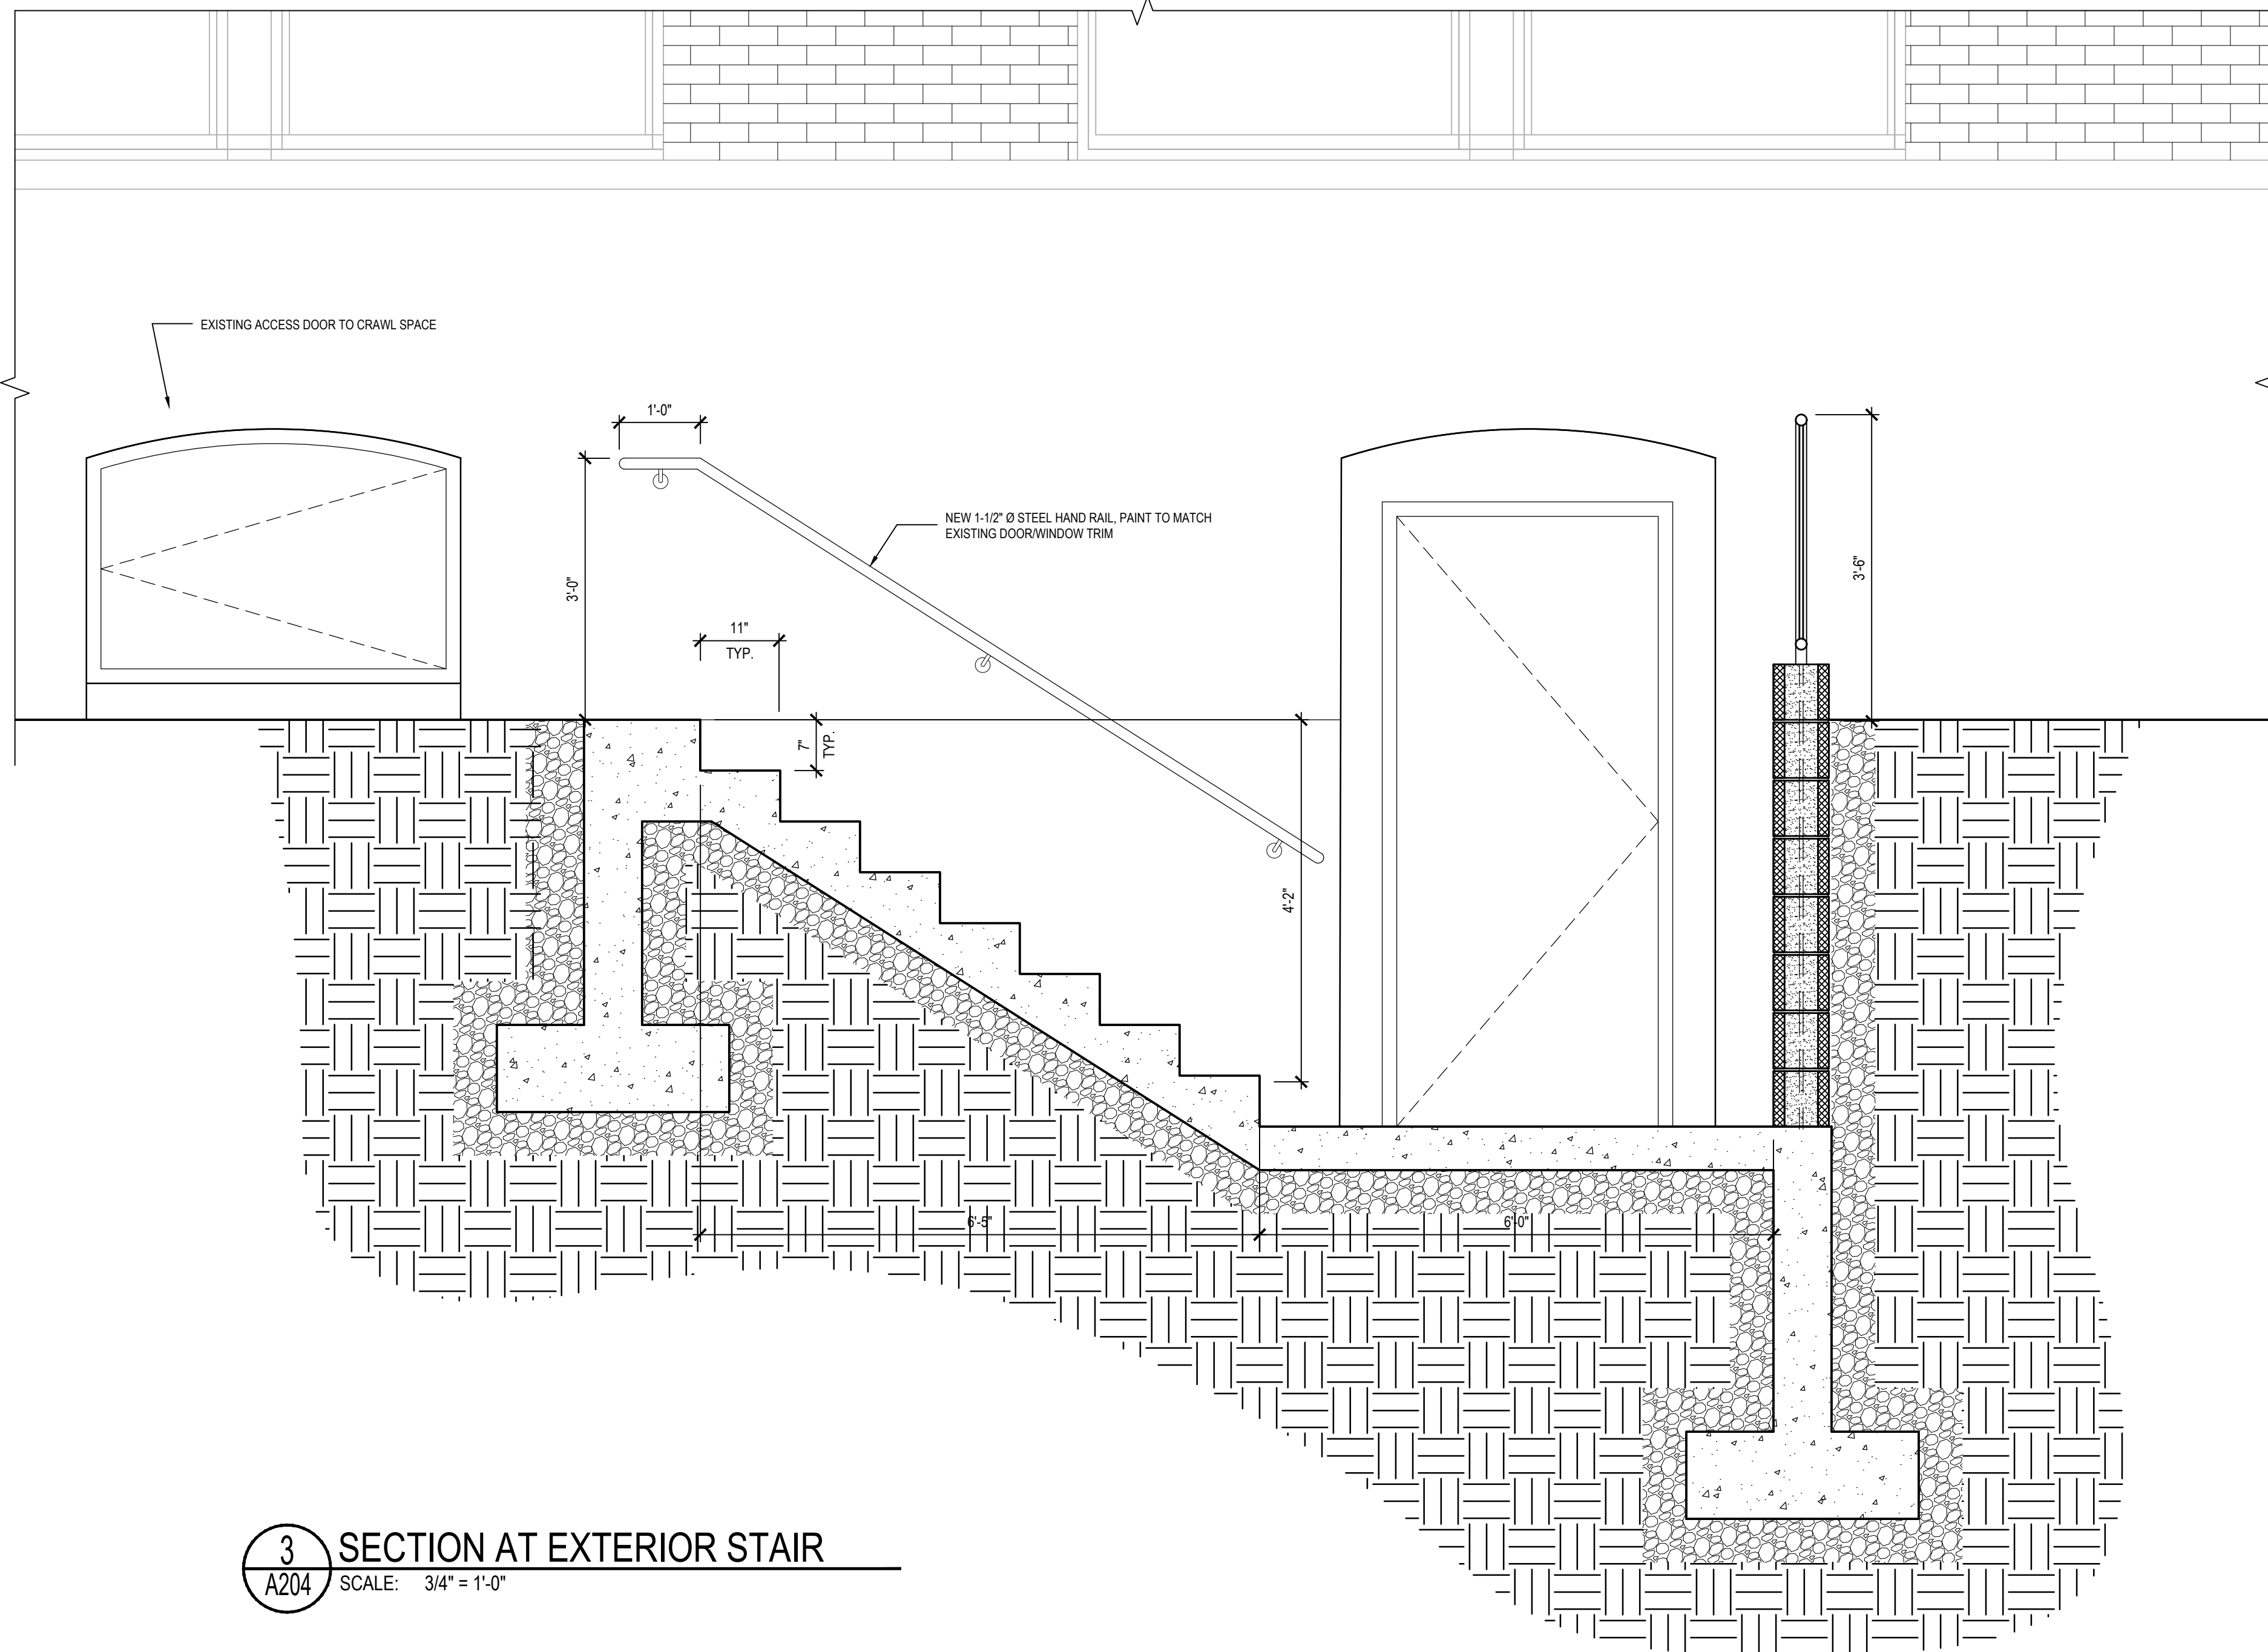 EXISTING ACCESS DOOR TO CRAWL SPACE
1'-0"
NEW 1-1/2" Ø STEEL HAND RAIL, PAINT TO MATCH
EXISTING DOOR/WINDOW TRIM
3'-0"
3'-6"
11"
TYP.
7"
TYP.
4'-2"
6'-5"
6'-0"
3
A204
SECTION AT EXTERIOR STAIR
SCALE: 3/4" = 1'-0"